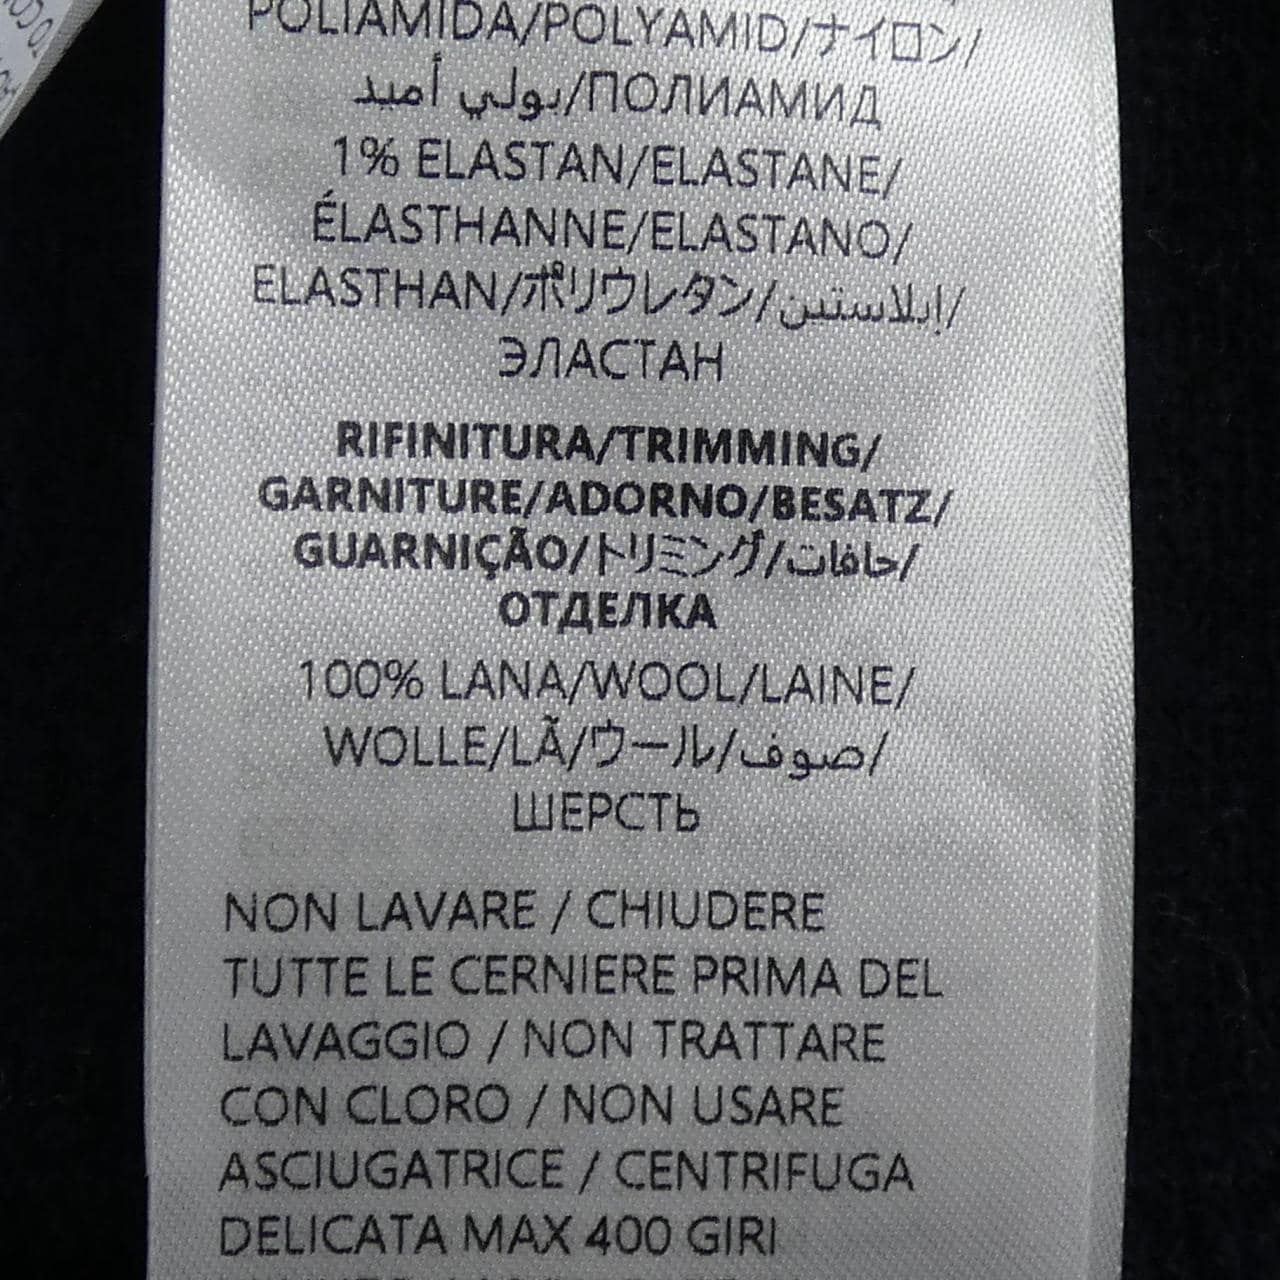 POLIAMIDA/POLYAMID/ナイロン/
بولي أميد/ПОЛИАМИД
1% ELASTAN/ELASTANE/
ÉLASTHANNE/ELASTANO/
ELASTHAN/ポリウレタン/إيلاستين/
ЭЛАСТАН
RIFINITURA/TRIMMING/
GARNITURE/ADORNO/BESATZ/
GUARNIÇÃO/トリミング/حافات/
ОТДЕЛКА
100% LANA/WOOL/LAINE/
WOLLE/LÃ/ウール/صوف/
ШЕРСТЬ
NON LAVARE / CHIUDERE
TUTTE LE CERNIERE PRIMA DEL
LAVAGGIO / NON TRATTARE
CON CLORO / NON USARE
ASCIUGATRICE / CENTRIFUGA
DELICATA MAX 400 GIRI